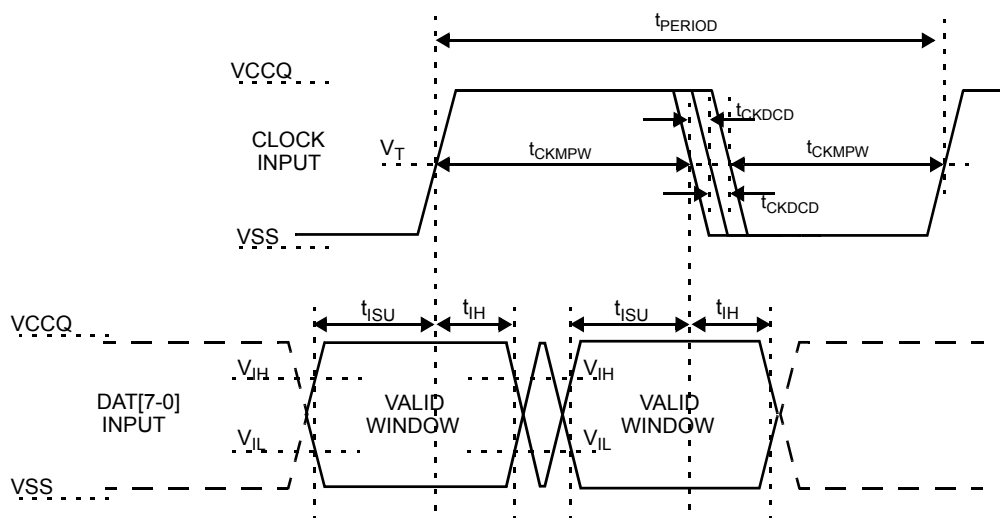 tPERIOD
VCCQ
tCKDCD
CLOCK
INPUT
VT
tCKMPW
tCKMPW
tCKDCD
VSS
tISU
tIH
tISU
tIH
VCCQ
VIH
VIH
DAT[7-0]
INPUT
VALID
WINDOW
VALID
WINDOW
VIL
VIL
VSS